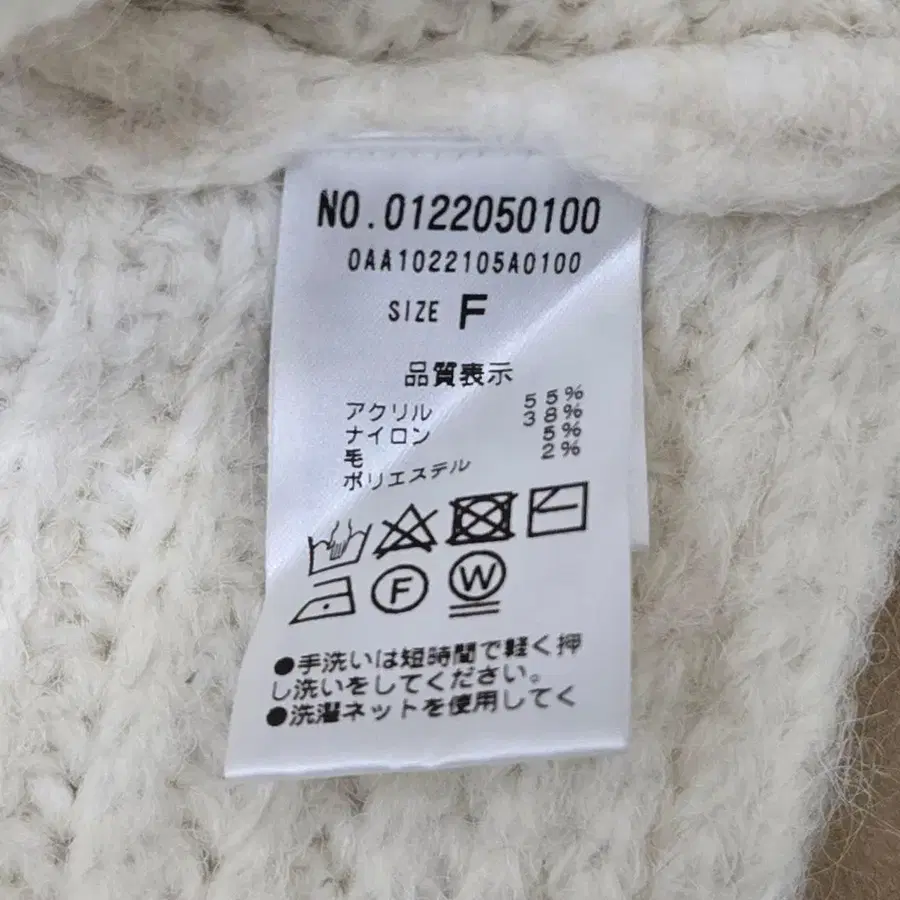 NO.0122050100
0AA1022105A0100
SIZE F
品質表示
アクリル 55%
ナイロン 38%
毛 5%
ポリエステル 2%
F W
●手洗いは短時間で軽く押
し洗いをしてください。
●洗濯ネットを使用してく